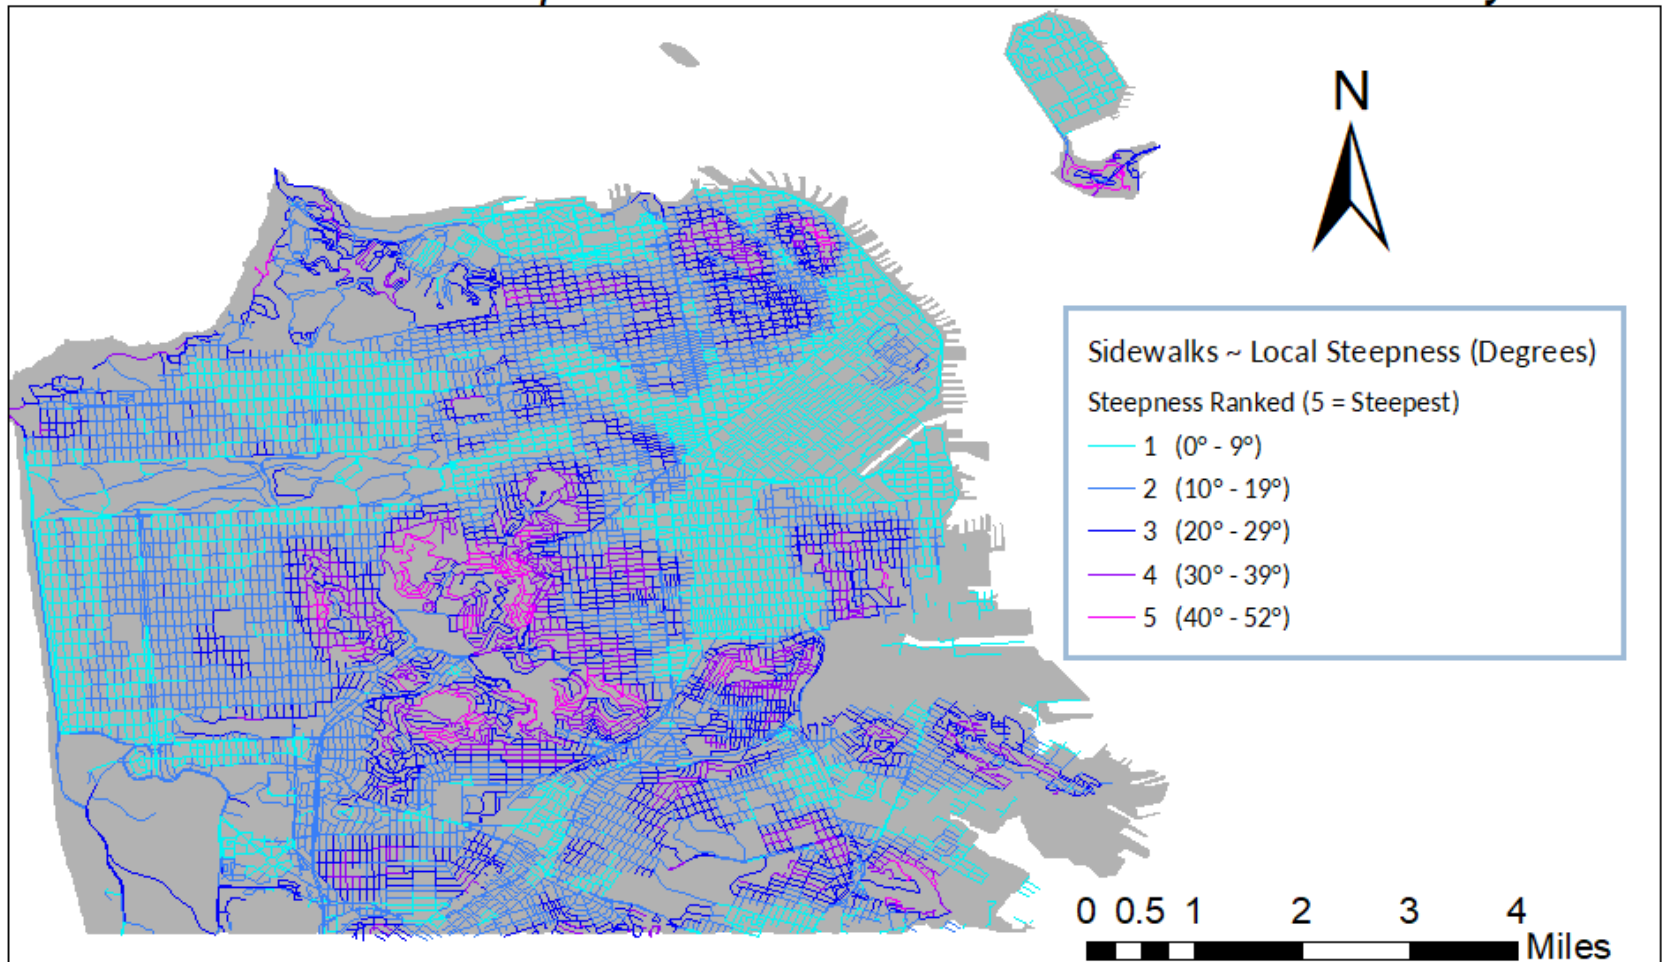 N
Sidewalks ~ Local Steepness (Degrees)
Steepness Ranked (5 = Steepest)
1 (0° - 9°)
2 (10° - 19°)
3 (20° - 29°)
4 (30° - 39°)
5 (40° - 52°)
0 0.5 1 2 3 4
Miles